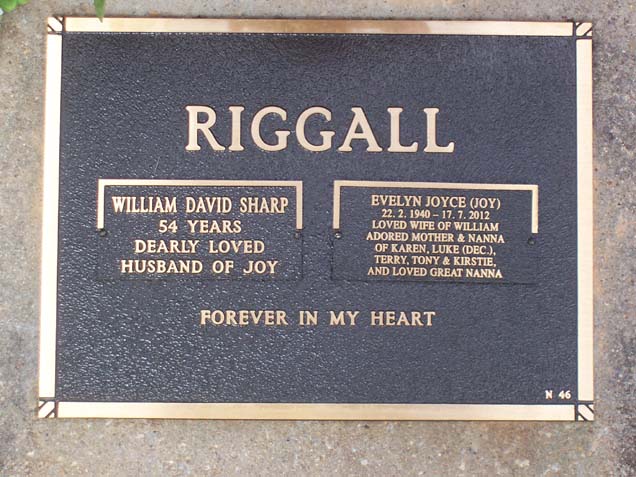 RIGGALL
WILLIAM DAVID SHARP
54 YEARS
DEARLY LOVED
HUSBAND OF JOY
EVELYN JOYCE (JOY)
22. 2. 1940 – 17. 7. 2012
LOVED WIFE OF WILLIAM
ADORED MOTHER & NANNA
OF KAREN, LUKE (DEC.),
TERRY, TONY & KIRSTIE,
AND LOVED GREAT NANNA
FOREVER IN MY HEART
N 46